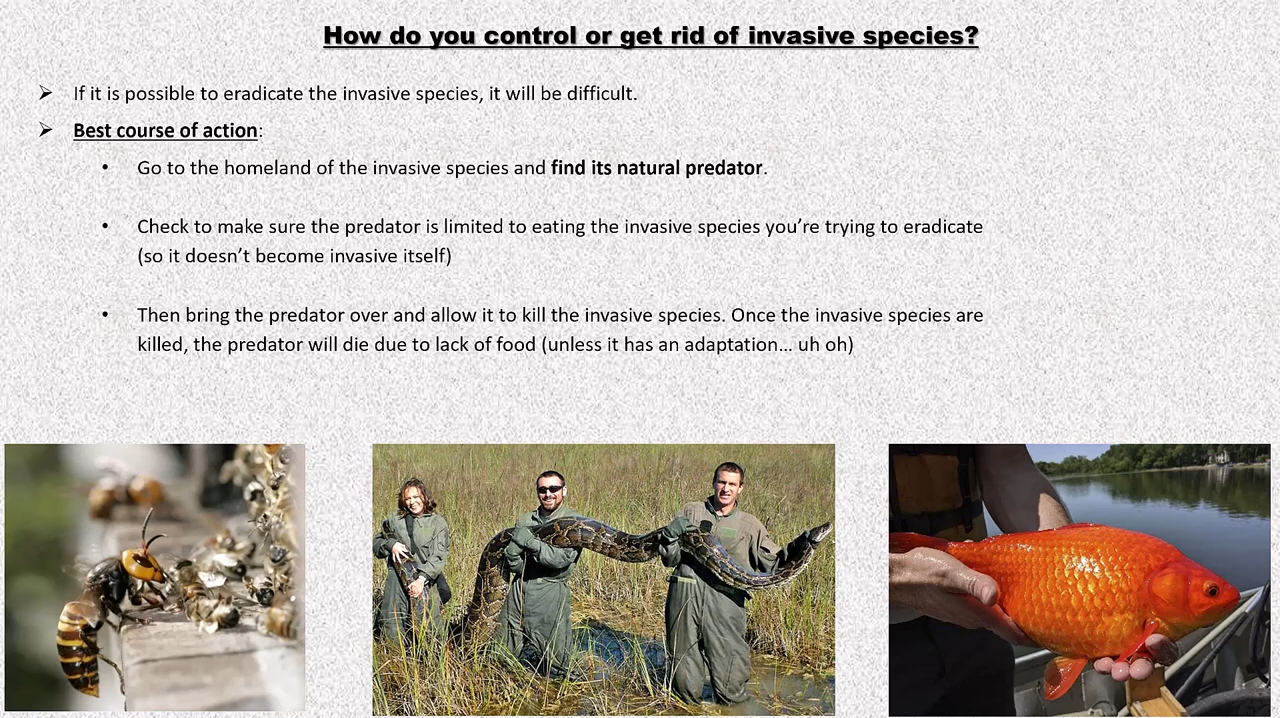 How do you control or get rid of invasive species?
➢ If it is possible to eradicate the invasive species, it will be difficult.
➢ Best course of action:
• Go to the homeland of the invasive species and find its natural predator.
• Check to make sure the predator is limited to eating the invasive species you’re trying to eradicate
(so it doesn’t become invasive itself)
• Then bring the predator over and allow it to kill the invasive species. Once the invasive species are
killed, the predator will die due to lack of food (unless it has an adaptation… uh oh)